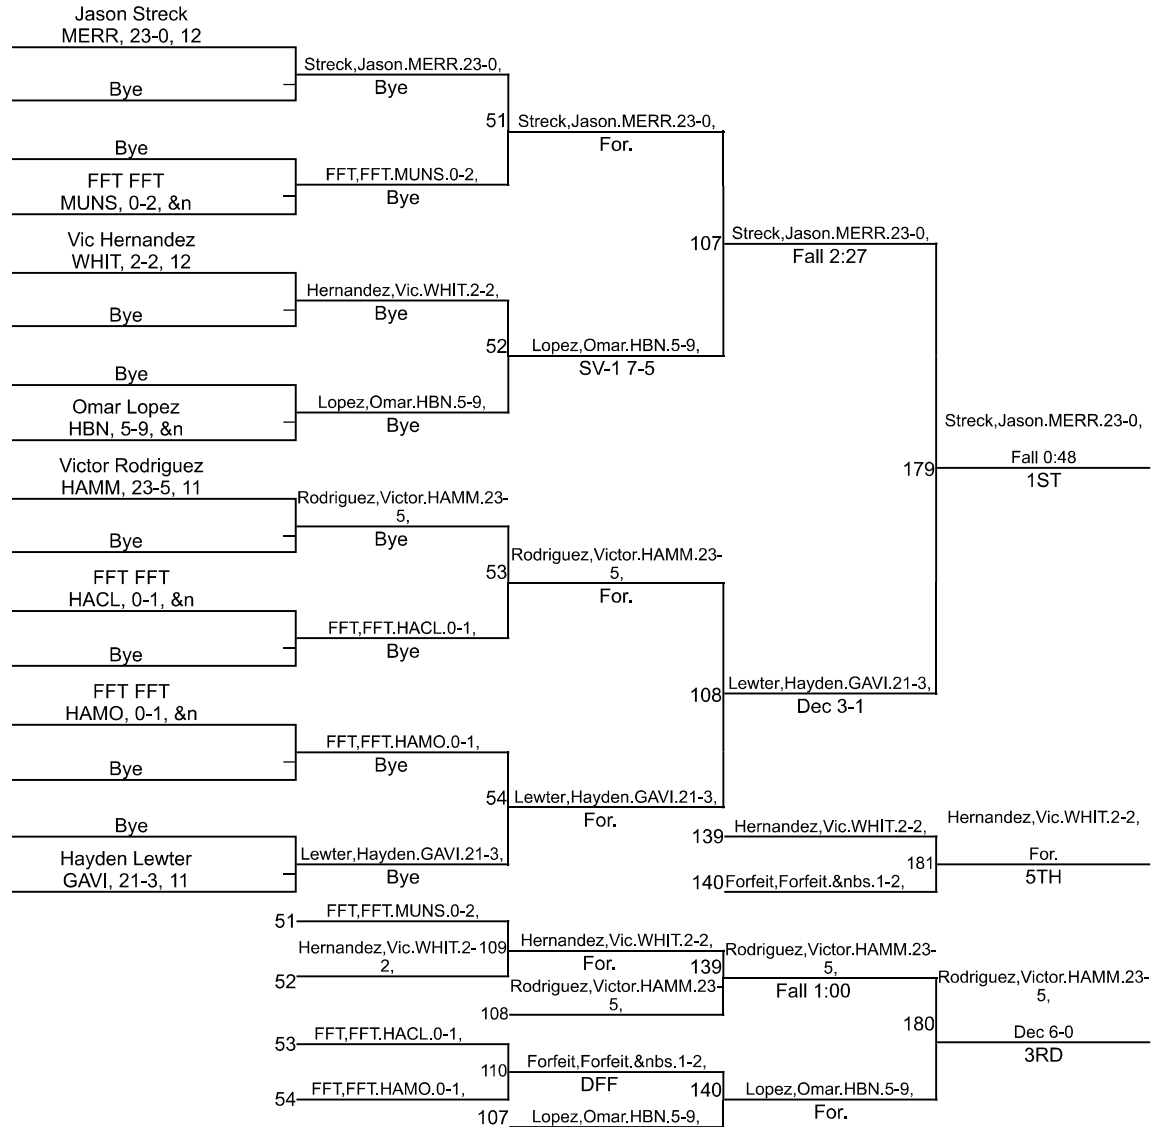 Jason Streck
MERR, 23-0, 12
Streck,Jason.MERR.23-0,
Bye
Bye
51
Streck,Jason.MERR.23-0,
For.
Bye
FFT FFT
MUNS, 0-2, &n
FFT,FFT.MUNS.0-2,
Bye
Vic Hernandez
WHIT, 2-2, 12
107
Streck,Jason.MERR.23-0,
Fall 2:27
Hernandez,Vic.WHIT.2-2,
Bye
Bye
52
Lopez,Omar.HBN.5-9,
SV-1 7-5
Bye
Omar Lopez
HBN, 5-9, &n
Lopez,Omar.HBN.5-9,
Bye
Streck,Jason.MERR.23-0,
179
Fall 0:48
1ST
Victor Rodriguez
HAMM, 23-5, 11
Rodriguez,Victor.HAMM.23-
5,
Bye
Bye
53
Rodriguez,Victor.HAMM.23-
5,
For.
FFT FFT
HACL, 0-1, &n
FFT,FFT.HACL.0-1,
Bye
Bye
FFT FFT
HAMO, 0-1, &n
108
Lewter,Hayden.GAVI.21-3,
Dec 3-1
FFT,FFT.HAMO.0-1,
Bye
Bye
54
Lewter,Hayden.GAVI.21-3,
For.
Bye
Hayden Lewter
GAVI, 21-3, 11
Lewter,Hayden.GAVI.21-3,
Bye
139
Hernandez,Vic.WHIT.2-2,
Hernandez,Vic.WHIT.2-2,
181
For.
5TH
140
Forfeit,Forfeit.&nbs.1-2,
51
FFT,FFT.MUNS.0-2,
Hernandez,Vic.WHIT.2-
2,
109
52
Hernandez,Vic.WHIT.2-2,
For.
139
Rodriguez,Victor.HAMM.23-
5,
108
Rodriguez,Victor.HAMM.23-
5,
Fall 1:00
Rodriguez,Victor.HAMM.23-
5,
180
Dec 6-0
3RD
53
FFT,FFT.HACL.0-1,
110
Forfeit,Forfeit.&nbs.1-2,
DFF
140
54
FFT,FFT.HAMO.0-1,
Lopez,Omar.HBN.5-9,
For.
107
Lopez,Omar.HBN.5-9,